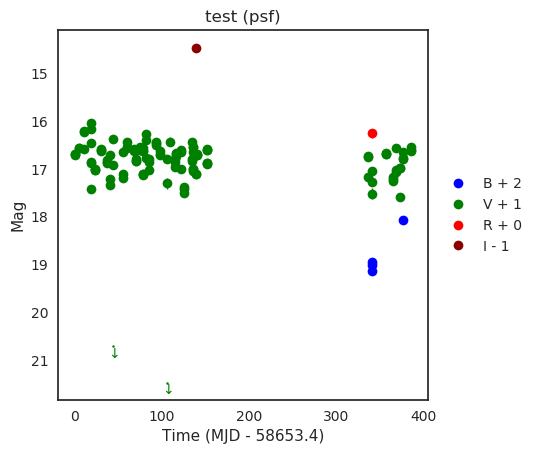 test (psf)
15
16
17
18
19
20
21
Mag
0
100
200
300
400
Time (MJD - 58653.4)
B + 2
V + 1
R + 0
I - 1